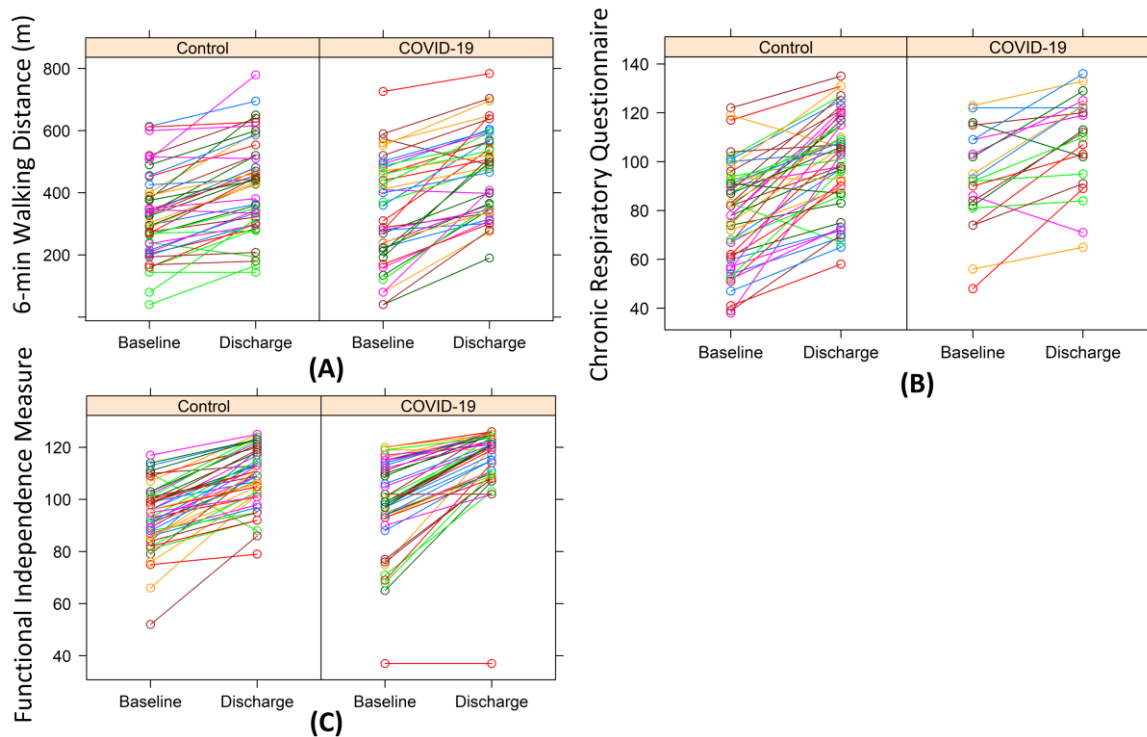 6-min Walking Distance (m)
Control
COVID-19
800
600
400
200
Baseline
Discharge
Baseline
Discharge
(A)
Chronic Respiratory Questionnaire
Control
COVID-19
140
120
100
80
60
40
Baseline
Discharge
Baseline
Discharge
(B)
Functional Independence Measure
Control
COVID-19
120
100
80
60
40
Baseline
Discharge
Baseline
Discharge
(C)